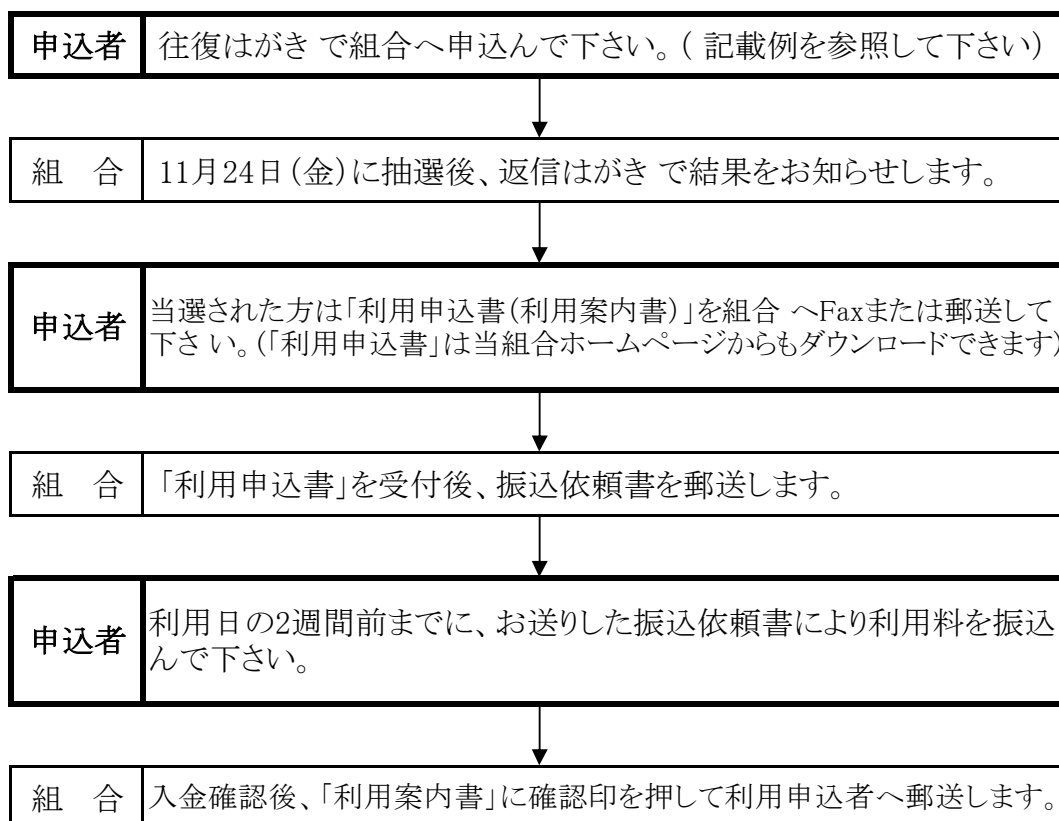 申込者 往復はがき で組合へ申込んで下さい。( 記載例を参照して下さい)
組 合 11月24日(金)に抽選後、返信はがき で結果をお知らせします。
申込者 当選された方は「利用申込書(利用案内書)」を組合 へFaxまたは郵送して
下さ い。(「利用申込書」は当組合ホームページからもダウンロードできます)
組 合 「利用申込書」を受付後、振込依頼書を郵送します。
申込者 利用日の2週間前までに、お送りした振込依頼書により利用料を振込
んで下さい。
組 合 入金確認後、「利用案内書」に確認印を押して利用申込者へ郵送します。